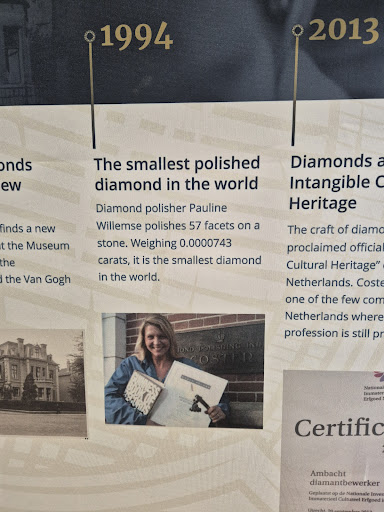 1994
2013
onds
ew
finds a new
at the Museum
the
d the Van Gogh
The smallest polished
diamond in the world
Diamond polisher Pauline
Willemse polishes 57 facets on a
stone. Weighing 0.0000743
carats, it is the smallest diamond
in the world.
COSTER
Diamonds a
Intangible C
Heritage
The craft of diamo
proclaimed official
Cultural Heritage"
Netherlands. Coste
one of the few com
Netherlands where
profession is still pr
Certific
Ambacht
diamantbewerker